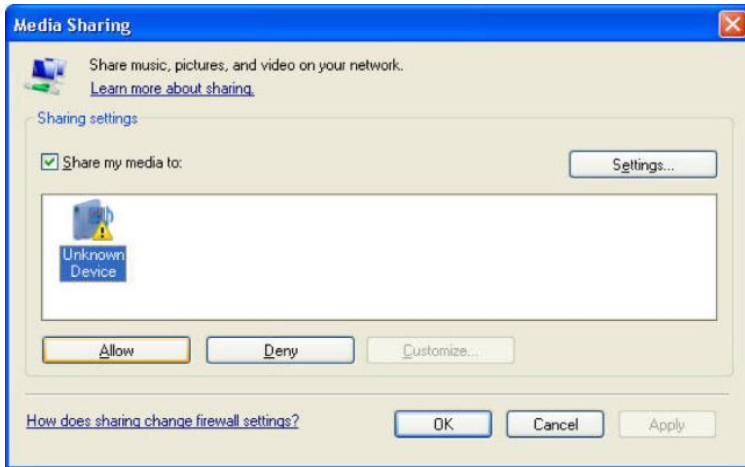 Media Sharing
Share music, pictures, and video on your network.
Learn more about sharing.
Sharing settings
Share my media to:
Settings...
Unknown
Device
Allow
Deny
Customize...
How does sharing change firewall settings?
OK
Cancel
Apply